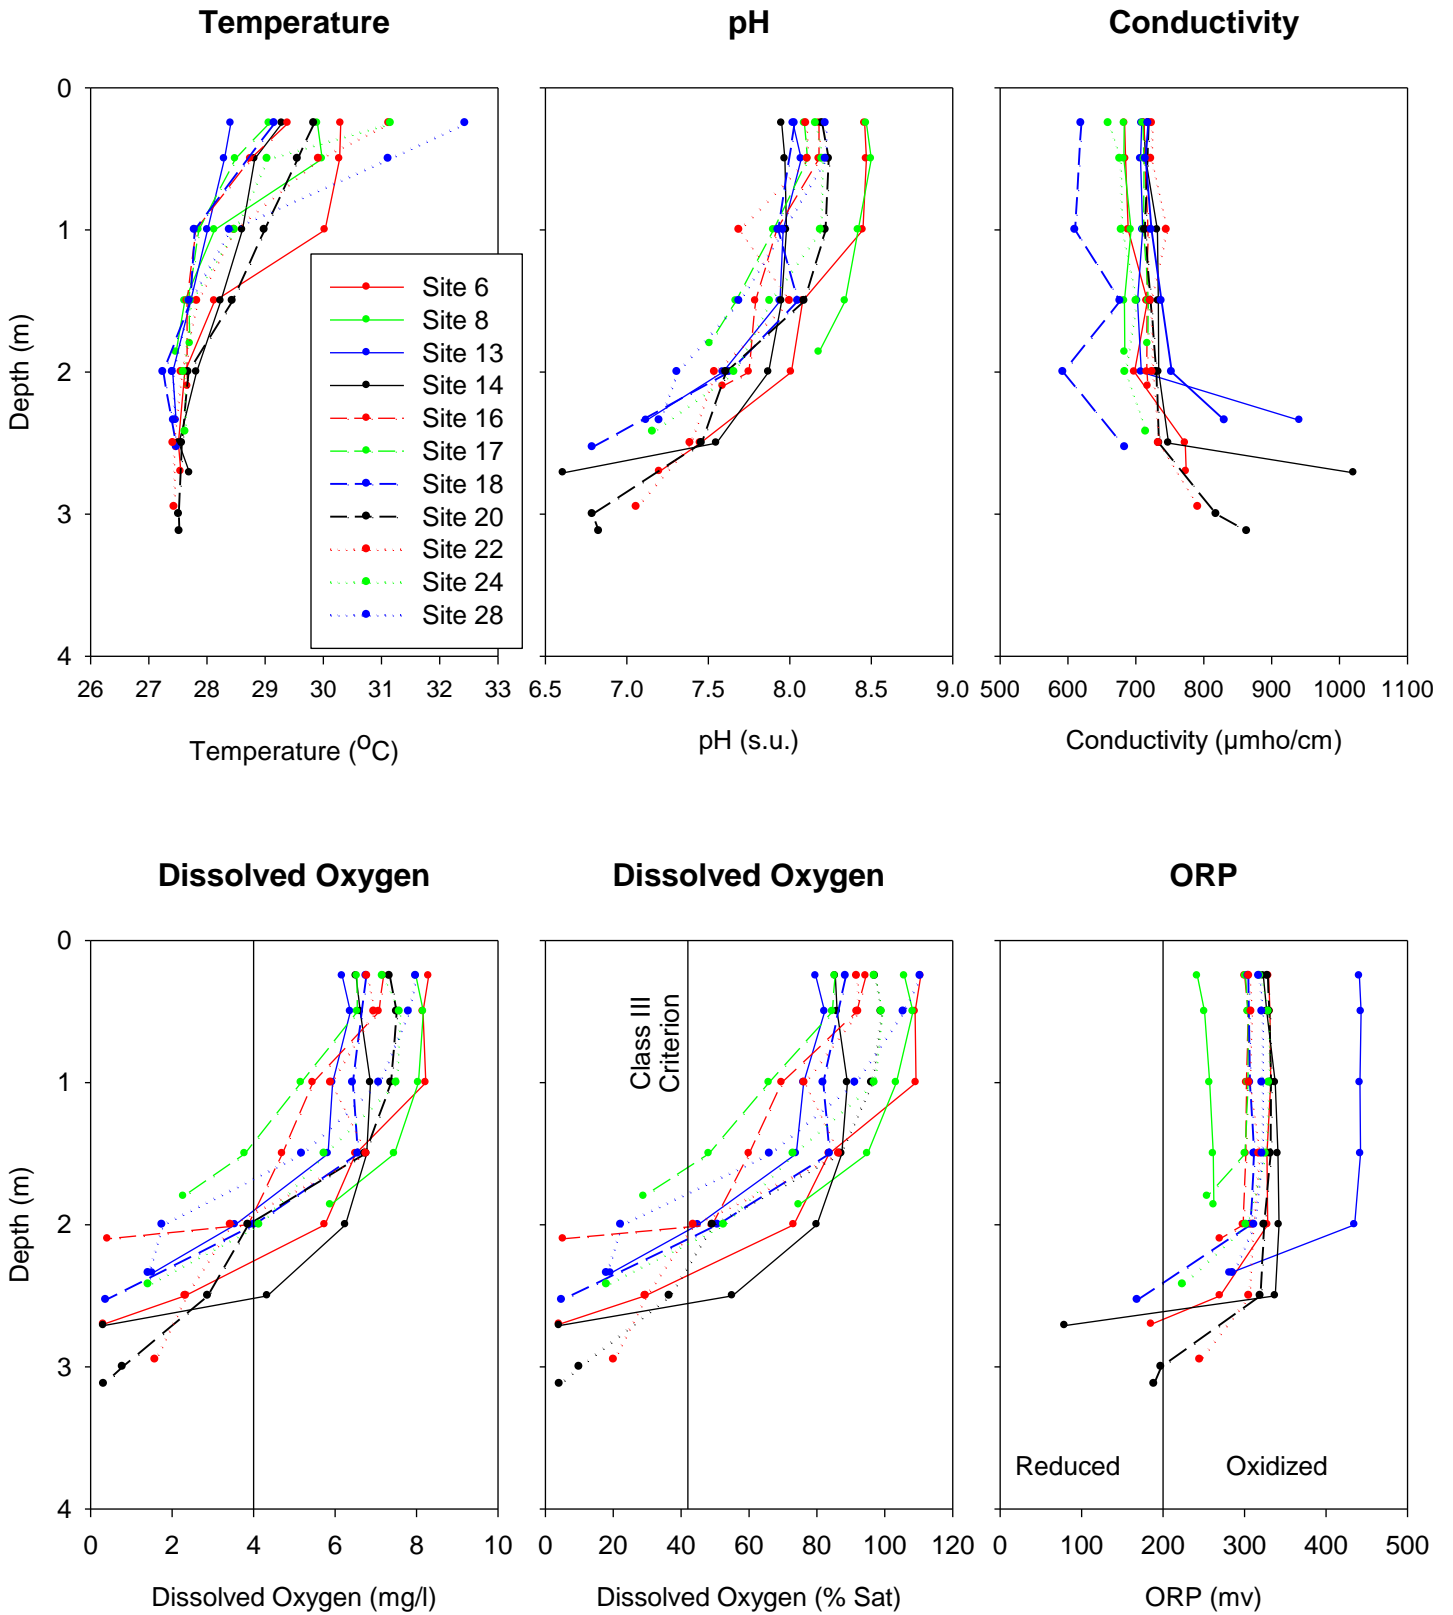 Temperature pH Conductivity
0
1
2
3
4
Depth (m)
Site 6
Site 8
Site 13
Site 14
Site 16
Site 17
Site 18
Site 20
Site 22
Site 24
Site 28
26 27 28 29 30 31 32 33
6.5 7.0 7.5 8.0 8.5 9.0
500 600 700 800 900 1000 1100
Temperature (°C)
pH (s.u.)
Conductivity (µmho/cm)
Dissolved Oxygen Dissolved Oxygen ORP
0
1
2
3
4
Depth (m)
Class III
Criterion
Reduced Oxidized
0 2 4 6 8 10
0 20 40 60 80 100 120
0 100 200 300 400 500
Dissolved Oxygen (mg/l)
Dissolved Oxygen (% Sat)
ORP (mv)